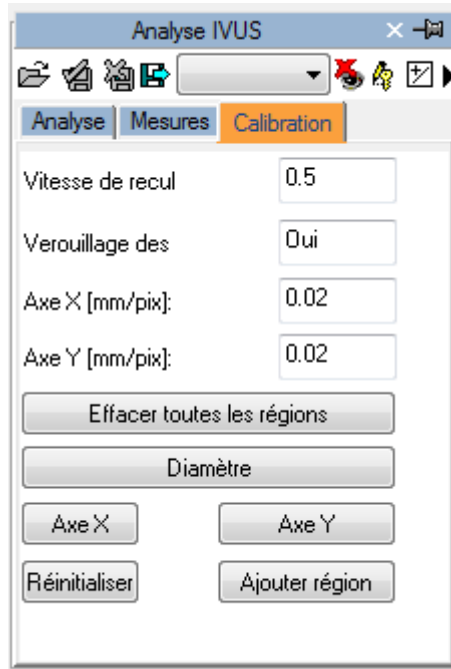 Analyse IVUS
Analyse Mesures Calibration
Vitesse de recul 0.5
Verouillage des Oui
Axe X [mm/pix]: 0.02
Axe Y [mm/pix]: 0.02
Effacer toutes les régions
Diamètre
Axe X Axe Y
Réinitialiser Ajouter région